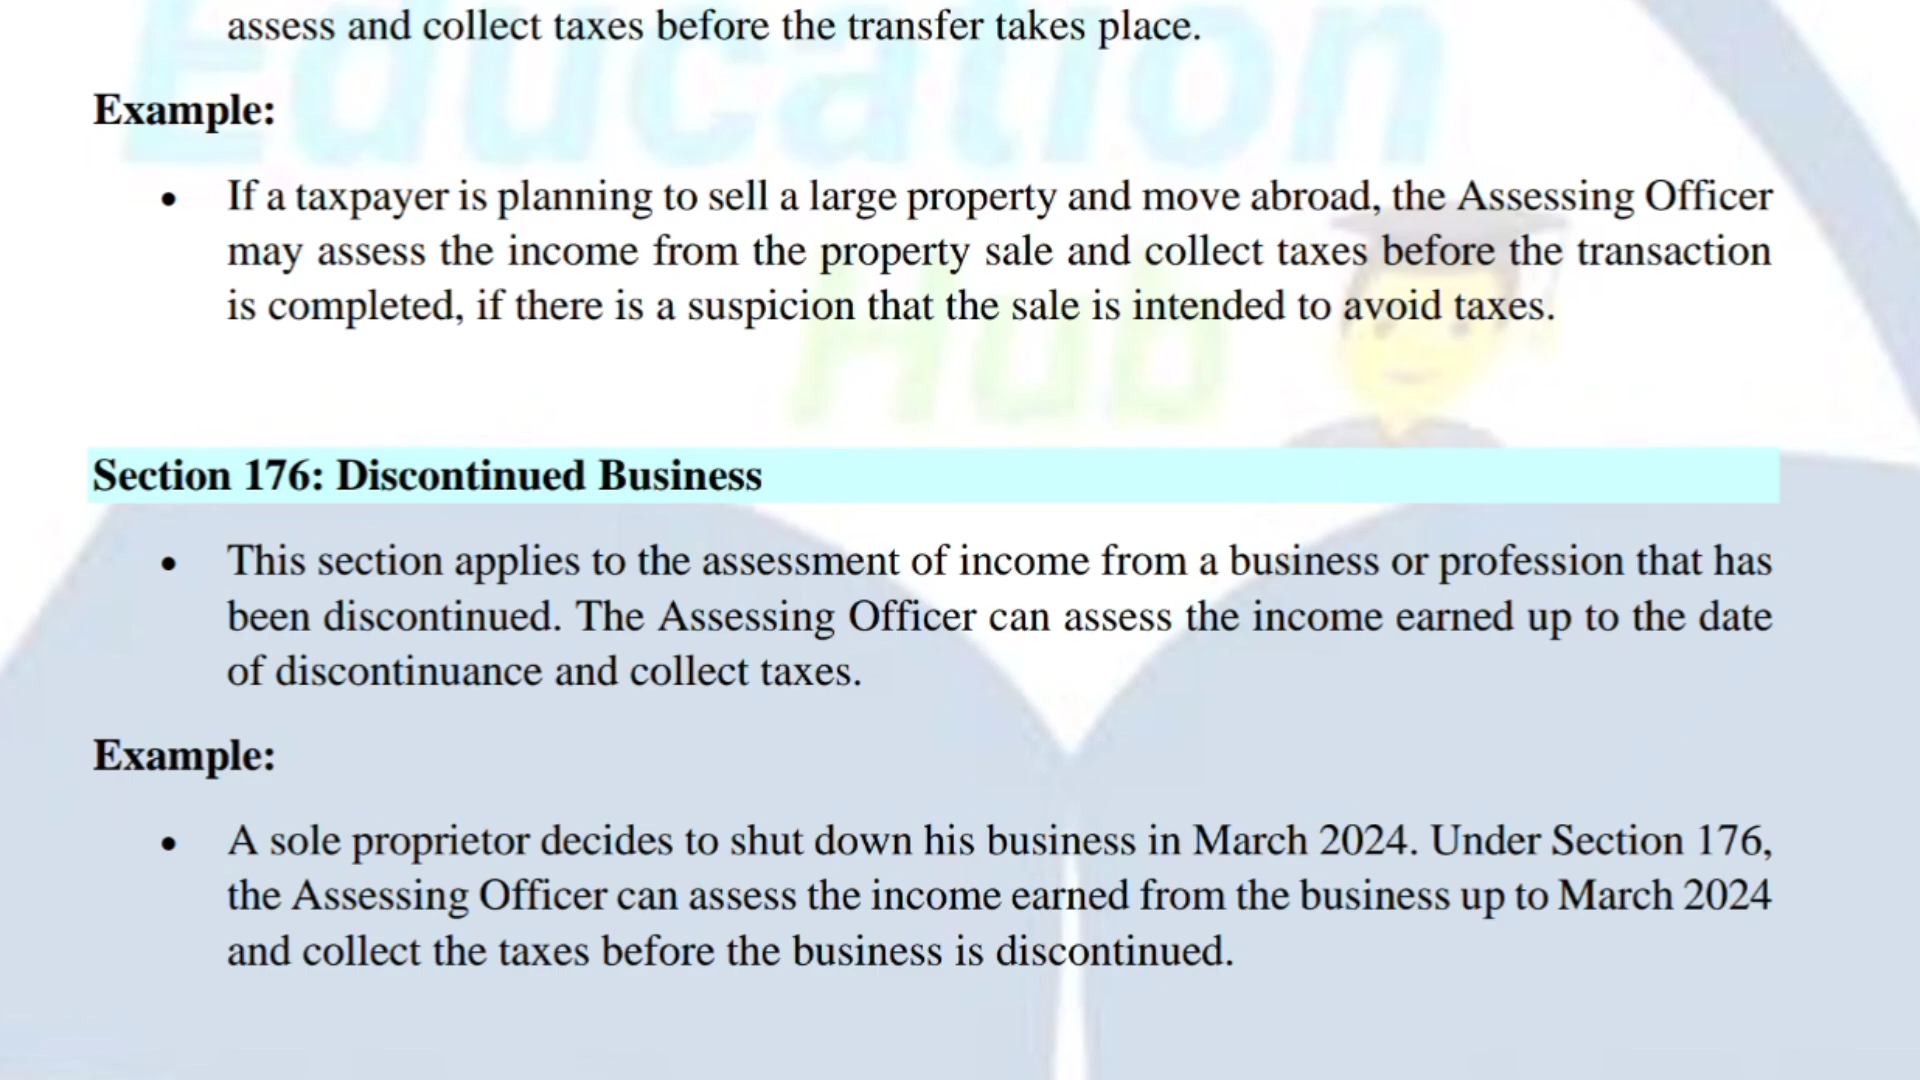 assess and collect taxes before the transfer takes place.
Example:
• If a taxpayer is planning to sell a large property and move abroad, the Assessing Officer
may assess the income from the property sale and collect taxes before the transaction
is completed, if there is a suspicion that the sale is intended to avoid taxes.
Education
Hub
Section 176: Discontinued Business
• This section applies to the assessment of income from a business or profession that has
been discontinued. The Assessing Officer can assess the income earned up to the date
of discontinuance and collect taxes.
Example:
• A sole proprietor decides to shut down his business in March 2024. Under Section 176,
the Assessing Officer can assess the income earned from the business up to March 2024
and collect the taxes before the business is discontinued.